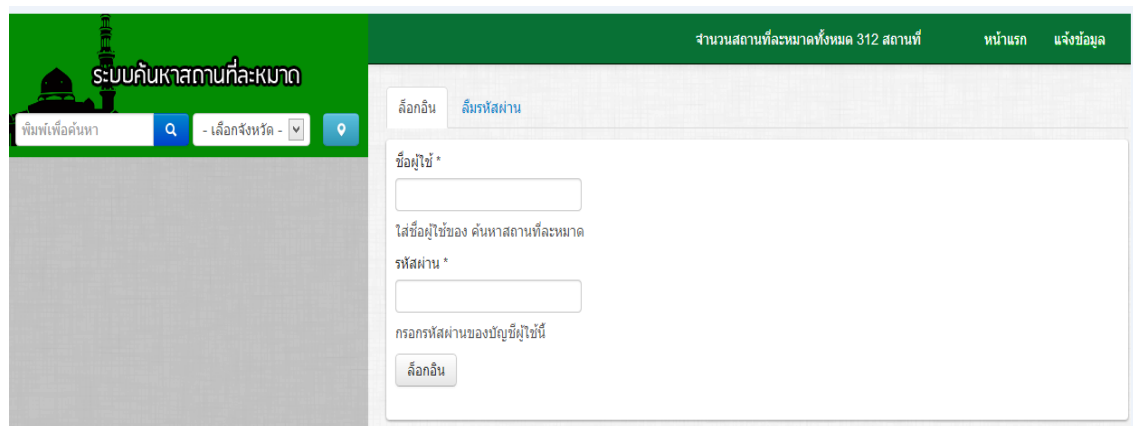 ระบบค้นหาสถานที่ละหมาด
พิมพ์เพื่อค้นหา
- เลือกจังหวัด -
จำนวนสถานที่ละหมาดทั้งหมด 312 สถานที่ หน้าแรก แจ้งข้อมูล
ล็อกอิน ลืมรหัสผ่าน
ชื่อผู้ใช้ *
ใส่ชื่อผู้ใช้ของ ค้นหาสถานที่ละหมาด
รหัสผ่าน *
กรอกรหัสผ่านของบัญชีผู้ใช้นี้
ล็อกอิน